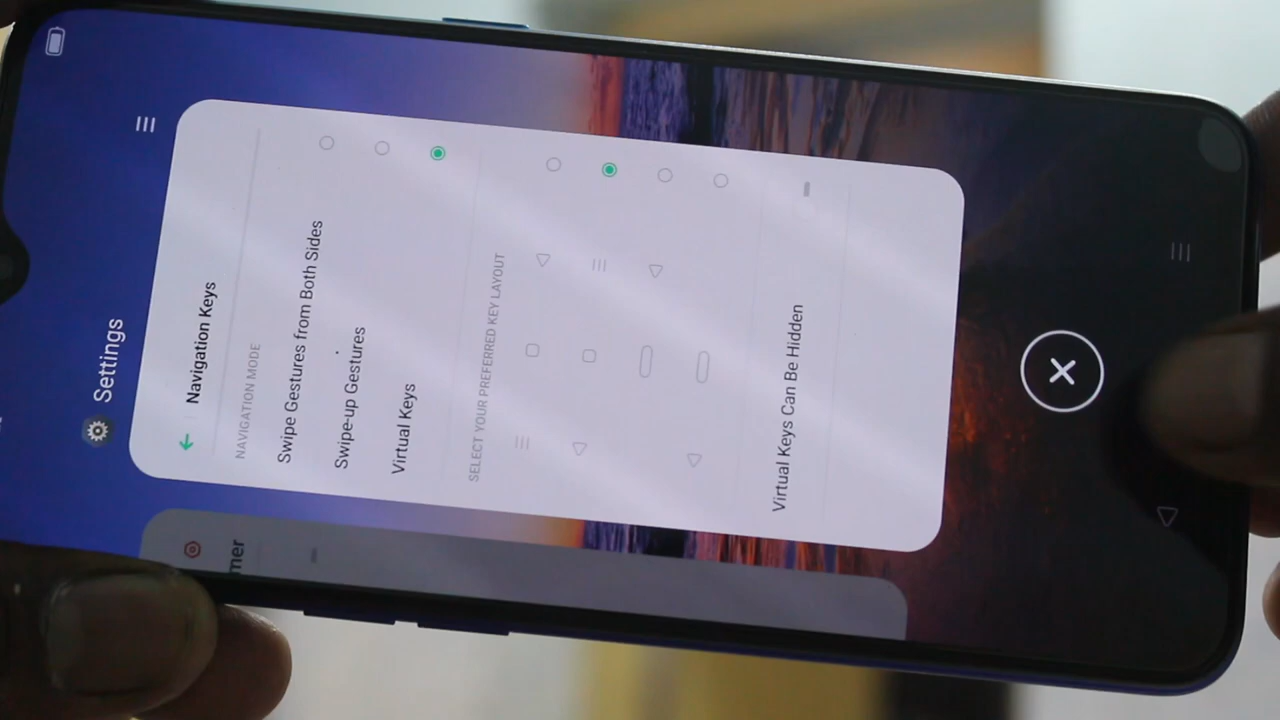 Settings
Navigation Keys
NAVIGATION MODE
Swipe Gestures from Both Sides
Swipe-up Gestures
Virtual Keys
SELECT YOUR PREFERRED KEY LAYOUT
Virtual Keys Can Be Hidden
mer